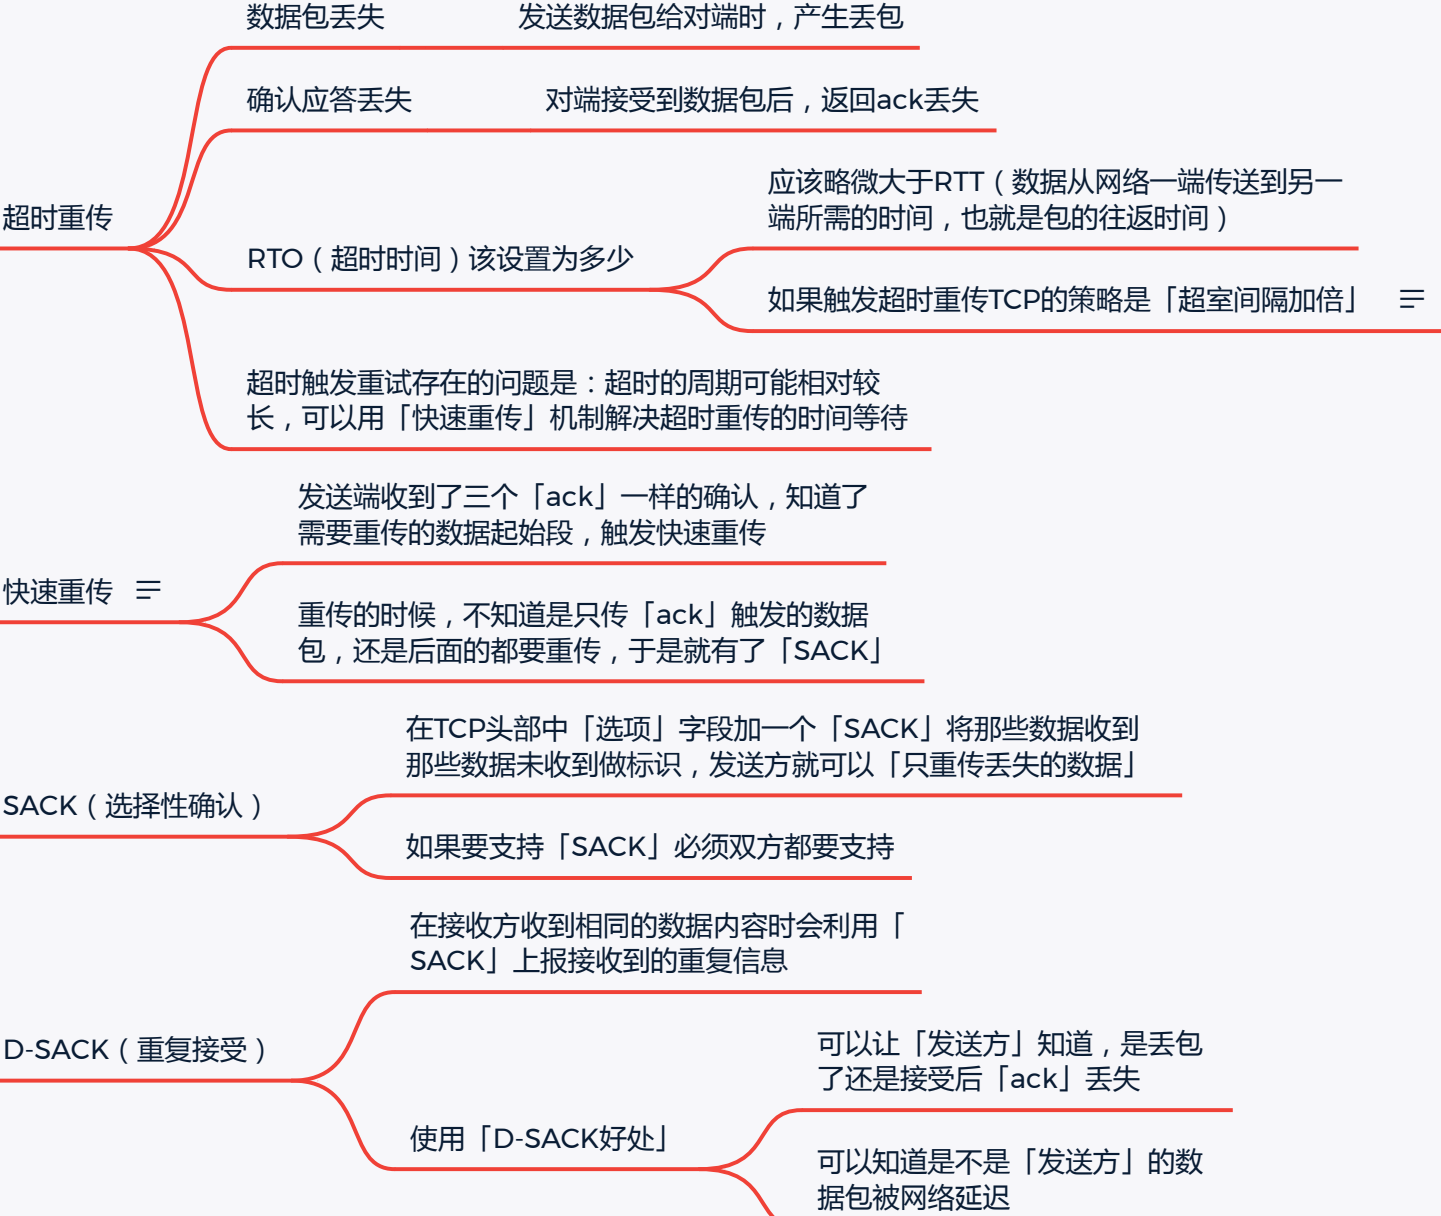 数据包丢失
发送数据包给对端时，产生丢包
确认应答丢失
对端接受到数据包后，返回ack丢失
超时重传
RTO（超时时间）该设置为多少
应该略微大于RTT（数据从网络一端传送到另一
端所需的时间，也就是包的往返时间）
如果触发超时重传TCP的策略是「超室间隔加倍」
超时触发重试存在的问题是：超时的周期可能相对较
长，可以用「快速重传」机制解决超时重传的时间等待
快速重传
发送端收到了三个「ack」一样的确认，知道了
需要重传的数据起始段，触发快速重传
重传的时候，不知道是只传「ack」触发的数据
包，还是后面的都要重传，于是就有了「SACK」
SACK（选择性确认）
在TCP头部中「选项」字段加一个「SACK」将那些数据收到
那些数据未收到做标识，发送方就可以「只重传丢失的数据」
如果要支持「SACK」必须双方都要支持
D-SACK（重复接受）
在接收方收到相同的数据内容时会利用「
SACK」上报接收到的重复信息
使用「D-SACK好处」
可以让「发送方」知道，是丢包
了还是接受后「ack」丢失
可以知道是不是「发送方」的数
据包被网络延迟